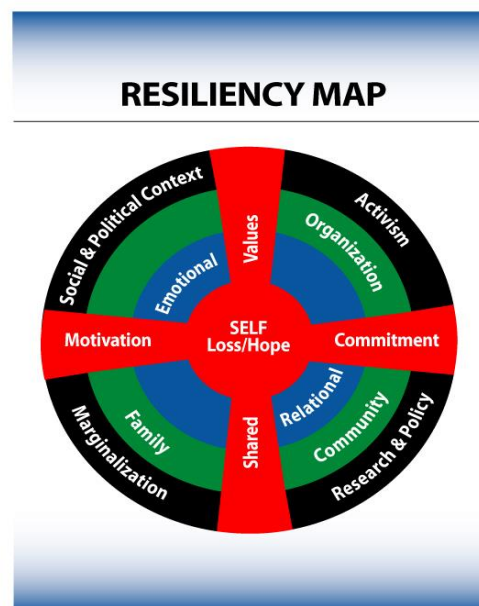 RESILIENCY MAP
Social & Political Context
Activism
Values
Organization
Emotional
Motivation
SELF
Loss/Hope
Commitment
Relational
Family
Community
Shared
Marginalization
Research & Policy